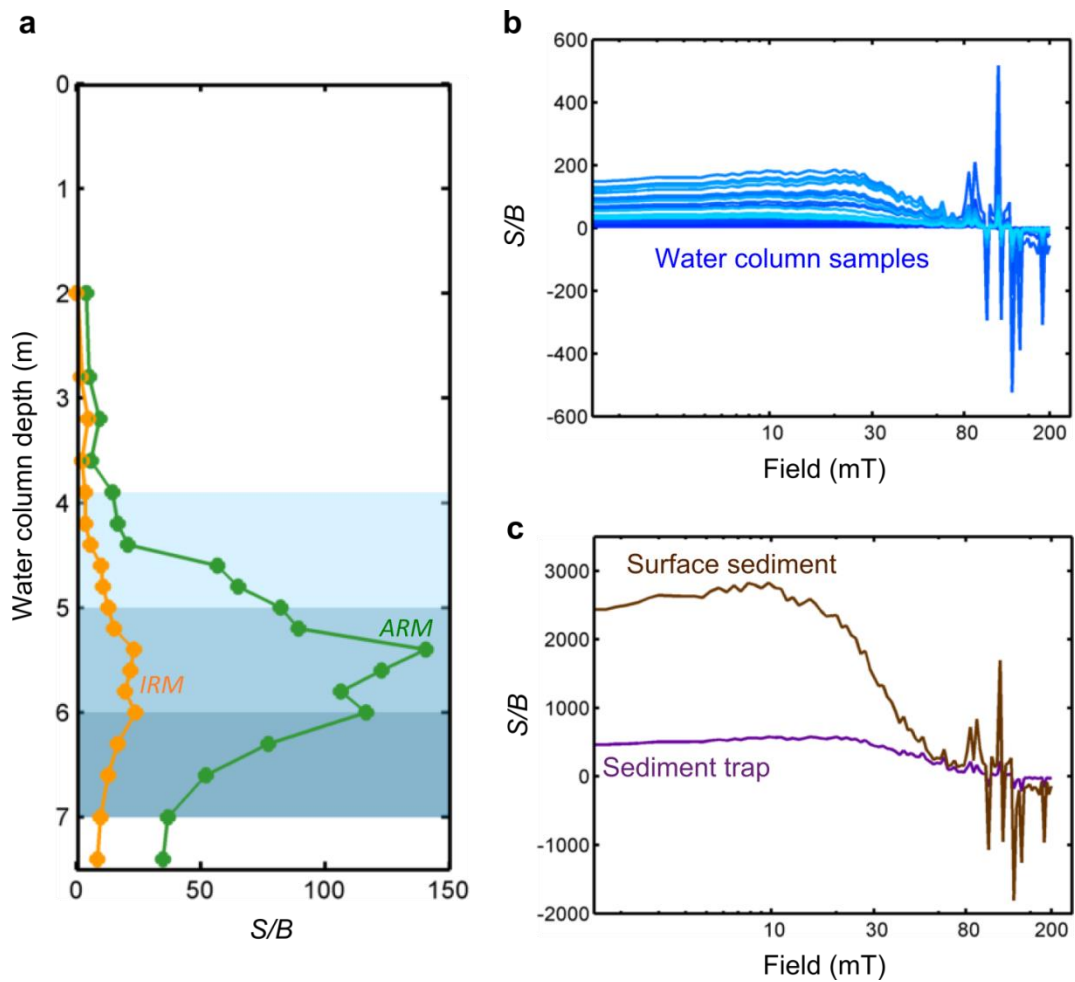 a
0
1
2
3
4
5
6
7
Water column depth (m)
ARM
IRM
0
50
100
150
S/B
b
600
400
200
0
-200
-400
-600
S/B
Water column samples
10
30
80
200
Field (mT)
c
3000
2000
1000
0
-1000
-2000
S/B
Surface sediment
Sediment trap
10
30
80
200
Field (mT)